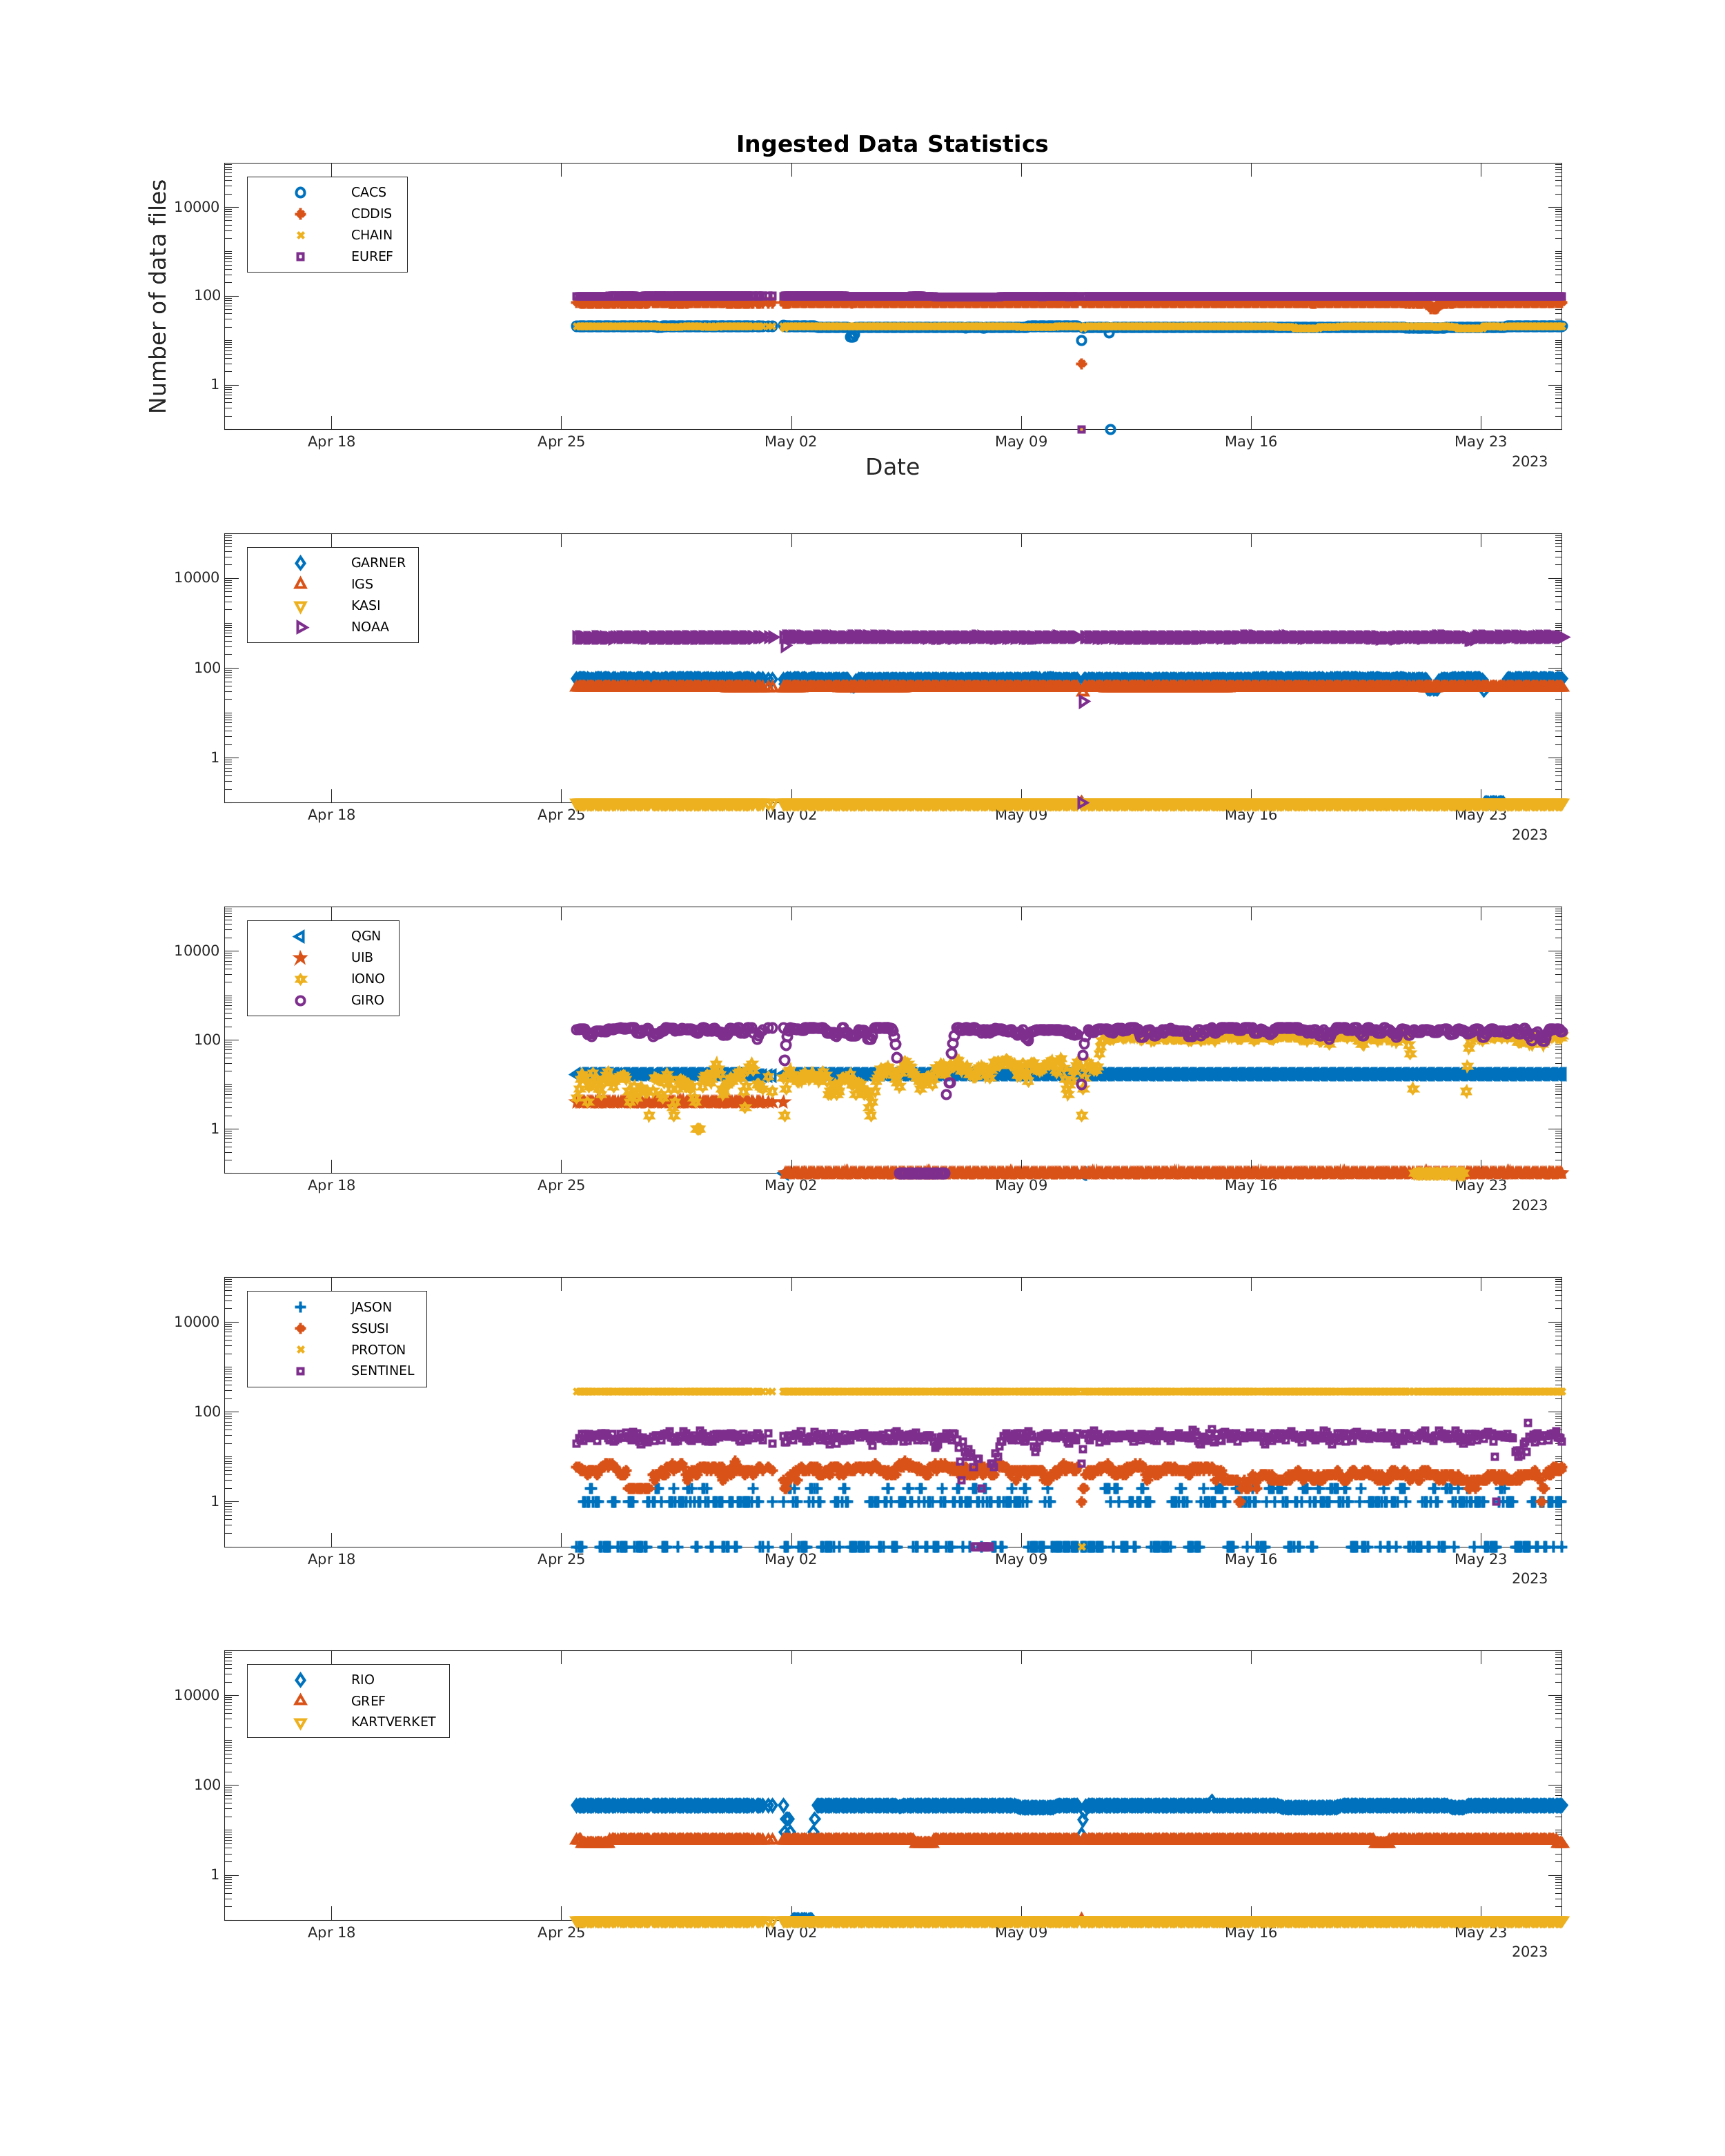 Ingested Data Statistics
Number of data files
CACS
CDDIS
CHAIN
EUREF
10000
100
1
Apr 18 Apr 25 May 02 May 09 May 16 May 23
2023
Date
GARNER
IGS
KASI
NOAA
10000
100
1
Apr 18 Apr 25 May 02 May 09 May 16 May 23
2023
QGN
UIB
IONO
GIRO
10000
100
1
Apr 18 Apr 25 May 02 May 09 May 16 May 23
2023
JASON
SSUSI
PROTON
SENTINEL
10000
100
1
Apr 18 Apr 25 May 02 May 09 May 16 May 23
2023
RIO
GREF
KARTVERKET
10000
100
1
Apr 18 Apr 25 May 02 May 09 May 16 May 23
2023